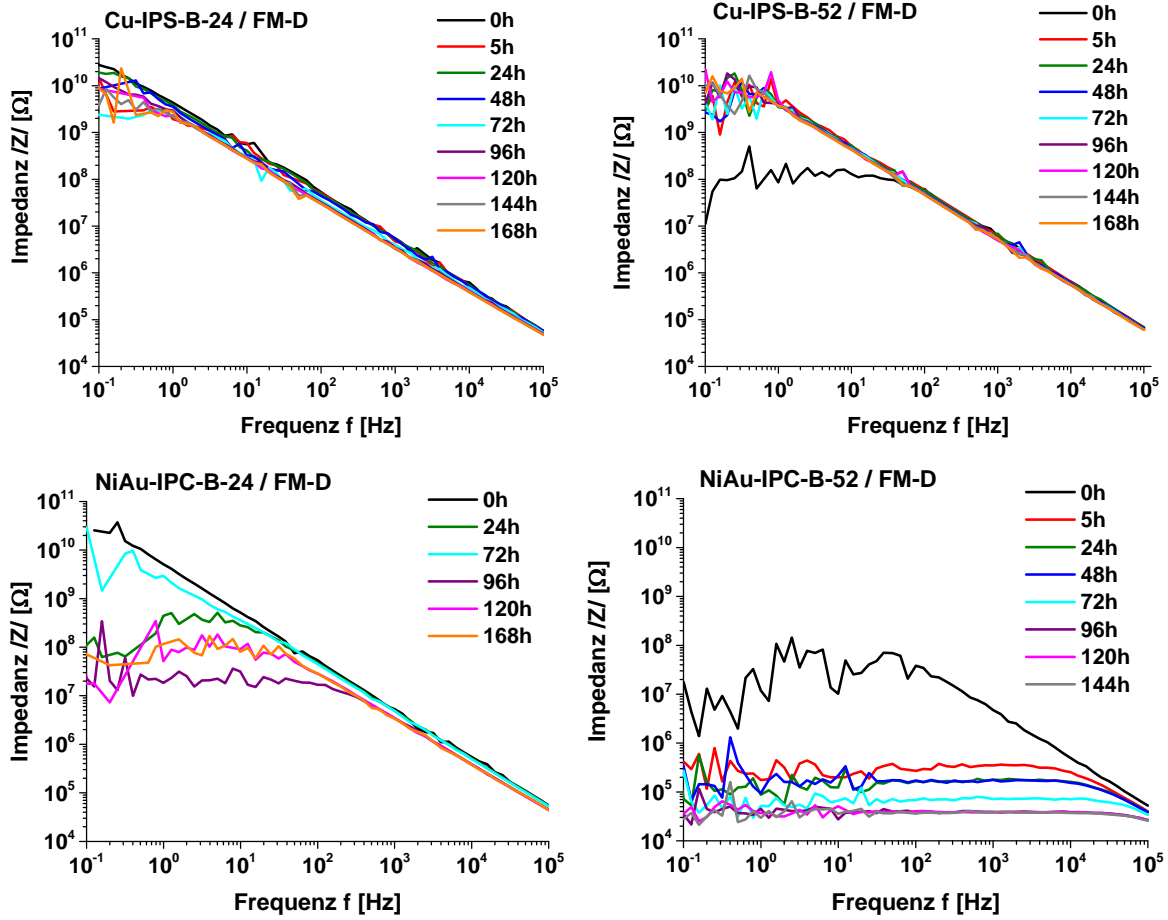 Cu-IPS-B-24 / FM-D
Impedanz /Z/ [Ω]
10¹¹
10¹⁰
10⁹
10⁸
10⁷
10⁶
10⁵
10⁴
0h
5h
24h
48h
72h
96h
120h
144h
168h
10⁻¹ 10⁰ 10¹ 10² 10³ 10⁴ 10⁵
Frequenz f [Hz]
Cu-IPS-B-52 / FM-D
Impedanz /Z/ [Ω]
10¹¹
10¹⁰
10⁹
10⁸
10⁷
10⁶
10⁵
10⁴
0h
5h
24h
48h
72h
96h
120h
144h
168h
10⁻¹ 10⁰ 10¹ 10² 10³ 10⁴ 10⁵
Frequenz f [Hz]
NiAu-IPC-B-24 / FM-D
Impedanz /Z/ [Ω]
10¹¹
10¹⁰
10⁹
10⁸
10⁷
10⁶
10⁵
10⁴
0h
24h
72h
96h
120h
168h
10⁻¹ 10⁰ 10¹ 10² 10³ 10⁴ 10⁵
Frequenz f [Hz]
NiAu-IPC-B-52 / FM-D
Impedanz /Z/ [Ω]
10¹¹
10¹⁰
10⁹
10⁸
10⁷
10⁶
10⁵
10⁴
0h
5h
24h
48h
72h
96h
120h
144h
10⁻¹ 10⁰ 10¹ 10² 10³ 10⁴ 10⁵
Frequenz f [Hz]